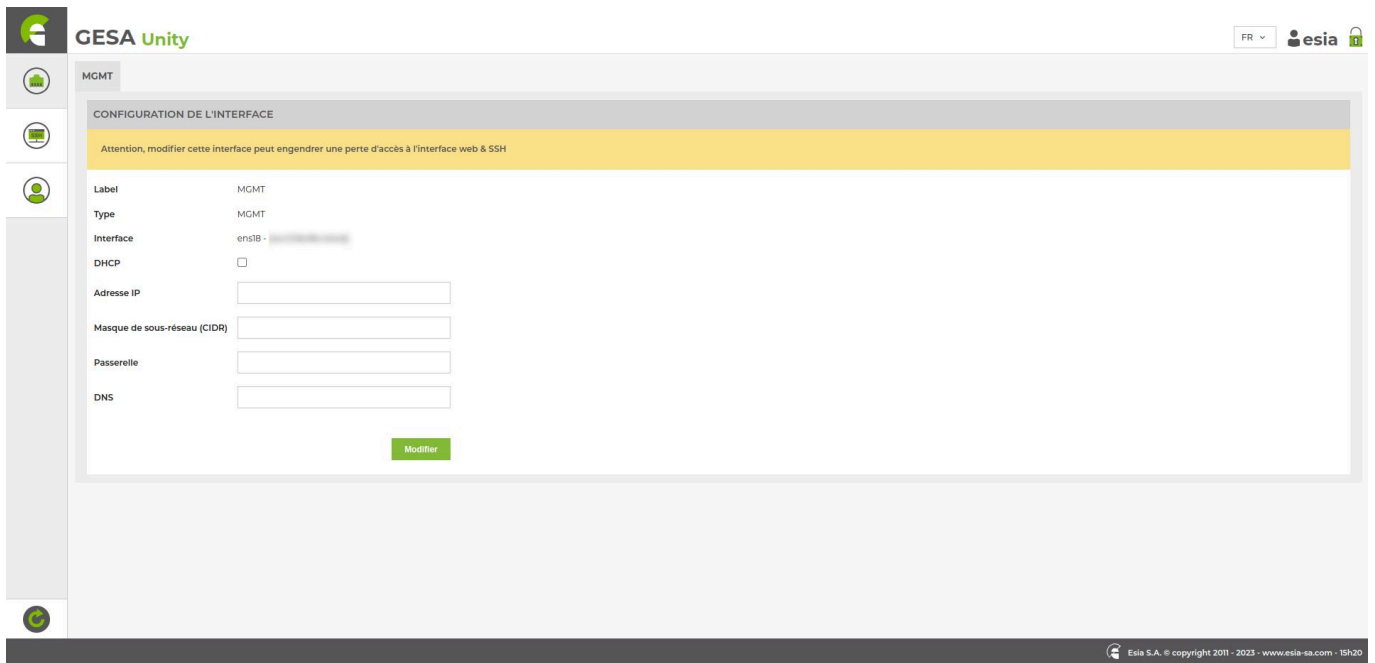 GESA Unity
FR
esia
MGMT
SSH
CONFIGURATION DE L'INTERFACE
Attention, modifier cette interface peut engendrer une perte d'accès à l'interface web & SSH
Label MGMT
Type MGMT
Interface ens18 -
DHCP
Adresse IP
Masque de sous-réseau (CIDR)
Passerelle
DNS
Modifier
Esia S.A. © copyright 2011 - 2023 - www.esia-sa.com - 15h20